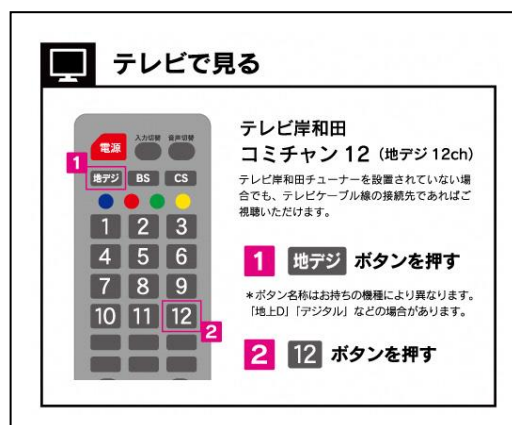 テレビで見る
電源
入力切替 音声切替
1
地デジ BS CS
1 2 3
4 5 6
7 8 9
10 11 12
2
テレビ岸和田
コミチャン 12（地デジ 12ch）
テレビ岸和田チューナーを設置されていない場
合でも、テレビケーブル線の接続先であればご
視聴いただけます。
1 地デジ ボタンを押す
＊ボタン名称はお持ちの機種により異なります。
「地上D」「デジタル」などの場合があります。
2 12 ボタンを押す